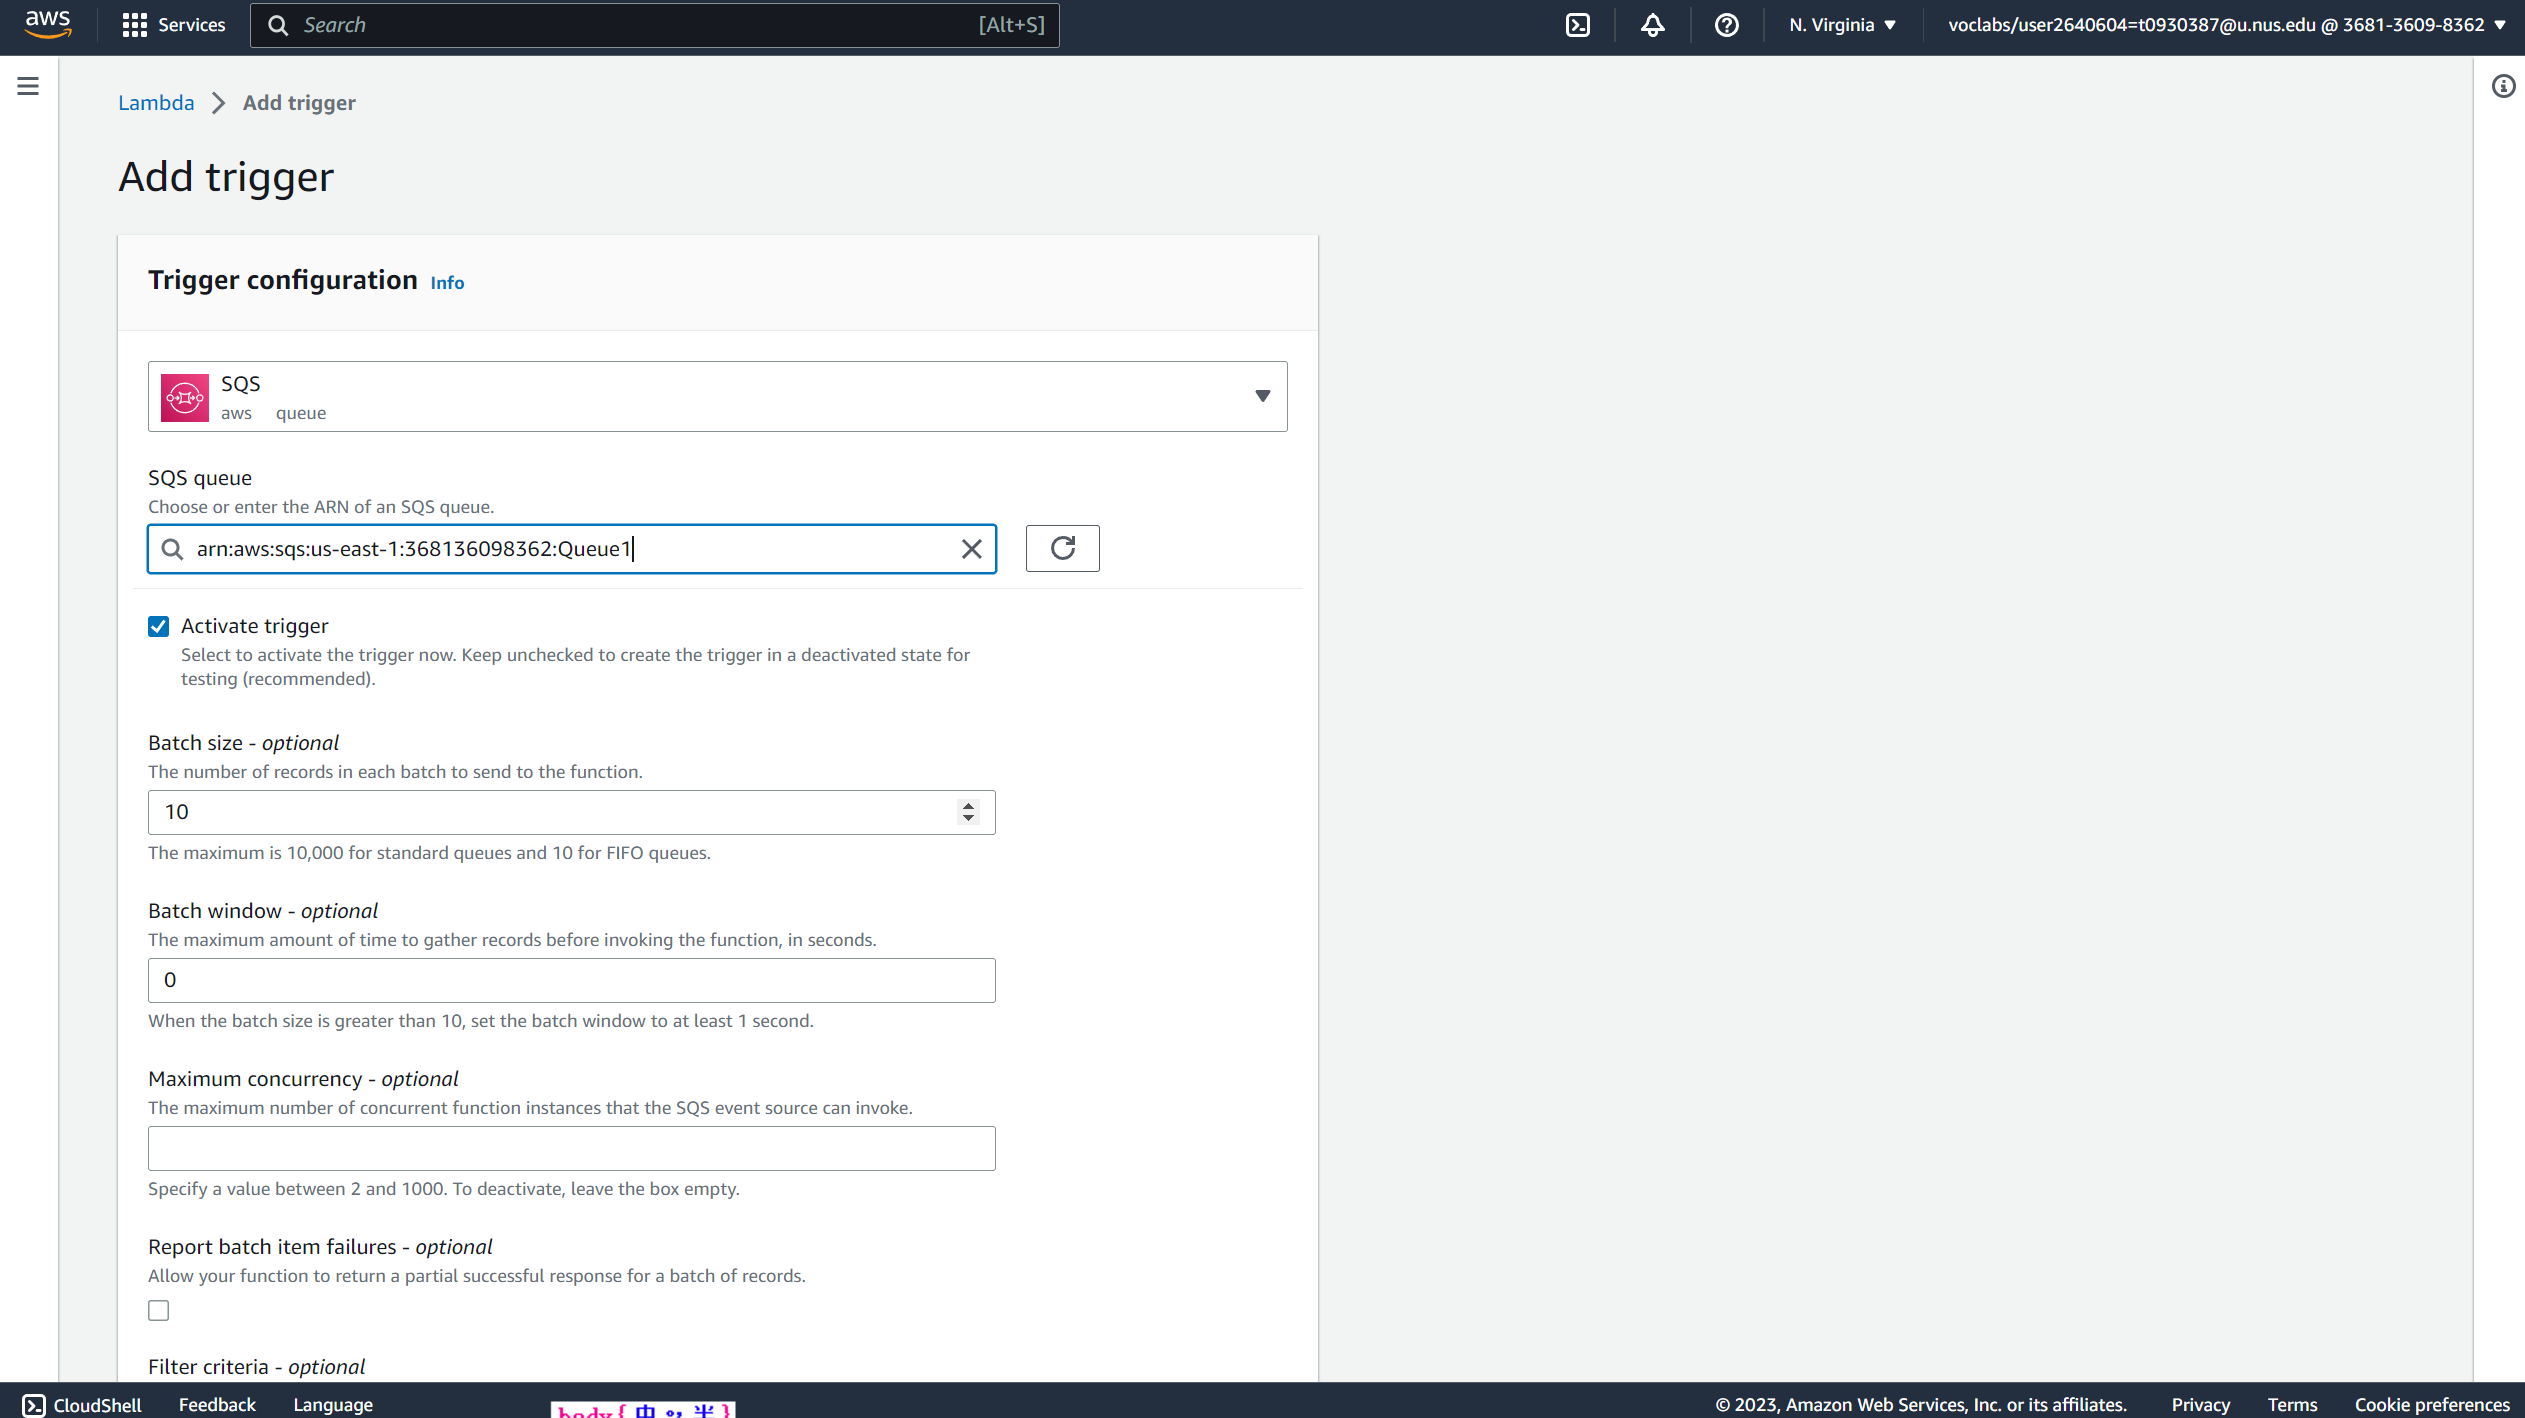 aws
Services
Search
[Alt+S]
N. Virginia
voclabs/user2640604=t0930387@u.nus.edu @ 3681-3609-8362
Lambda
Add trigger
Add trigger
Trigger configuration Info
SQS
aws queue
SQS queue
Choose or enter the ARN of an SQS queue.
arn:aws:sqs:us-east-1:368136098362:Queue1
Activate trigger
Select to activate the trigger now. Keep unchecked to create the trigger in a deactivated state for
testing (recommended).
Batch size - optional
The number of records in each batch to send to the function.
10
The maximum is 10,000 for standard queues and 10 for FIFO queues.
Batch window - optional
The maximum amount of time to gather records before invoking the function, in seconds.
0
When the batch size is greater than 10, set the batch window to at least 1 second.
Maximum concurrency - optional
The maximum number of concurrent function instances that the SQS event source can invoke.
Specify a value between 2 and 1000. To deactivate, leave the box empty.
Report batch item failures - optional
Allow your function to return a partial successful response for a batch of records.
Filter criteria - optional
CloudShell
Feedback
Language
© 2023, Amazon Web Services, Inc. or its affiliates.
Privacy
Terms
Cookie preferences